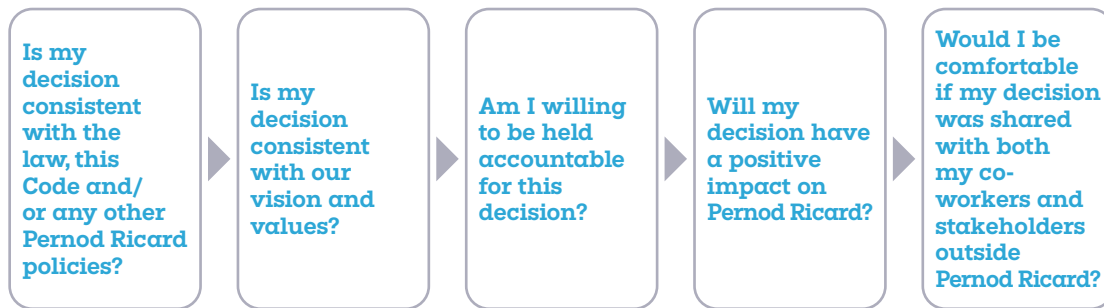 Is my
decision
consistent
with the
law, this
Code and/
or any other
Pernod Ricard
policies?
Is my
decision
consistent
with our
vision and
values?
Am I willing
to be held
accountable
for this
decision?
Will my
decision have
a positive
impact on
Pernod Ricard?
Would I be
comfortable
if my decision
was shared
with both
my co-
workers and
stakeholders
outside
Pernod Ricard?